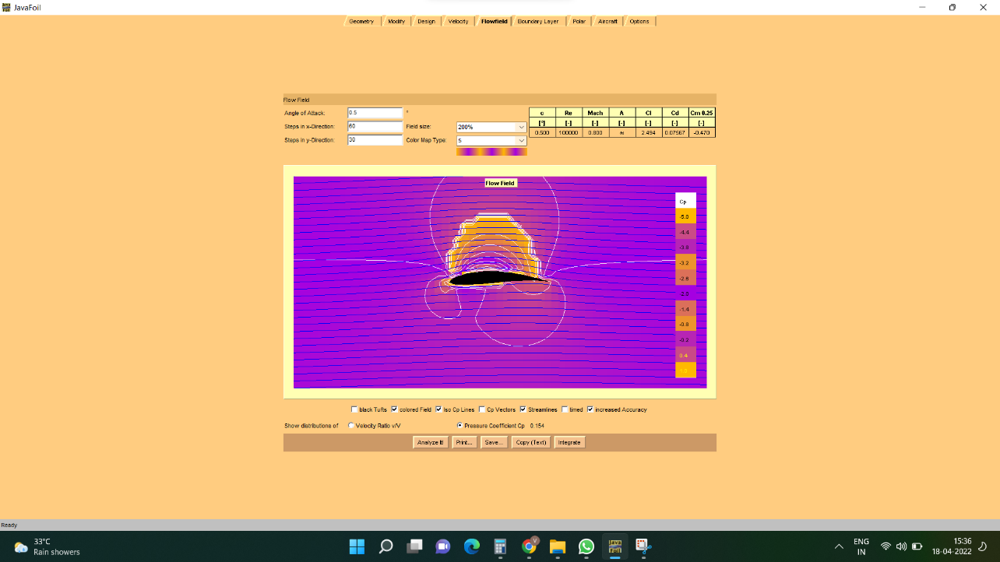 JavaFoil
Geometry Modify Design Velocity Flowfield Boundary Layer Polar Aircraft Options
Flow Field
Angle of Attack: 0.5 °
Steps in x-Direction: 60 Field size: 200%
Steps in y-Direction: 30 Color Map Type: 5
α Re Mach A Cl Cd Cm 0.25
[°] [-] [-] [-] [-] [-] [-]
0.500 100000 0.800 ∞ 2.494 0.07567 -0.470
Flow Field
Cp
-5.0
-4.4
-3.8
-3.2
-2.6
-2.0
-1.4
-0.8
-0.2
0.4
1.0
black Tufts colored Field Iso Cp Lines Cp Vectors Streamlines timed increased Accuracy
Show distributions of Velocity Ratio v/V Pressure Coefficient Cp 0.154
Analyze It! Print... Save... Copy (Text) Integrate
Ready
33°C
Rain showers
V
JAVA
FOIL
ENG
IN
15:36
18-04-2022